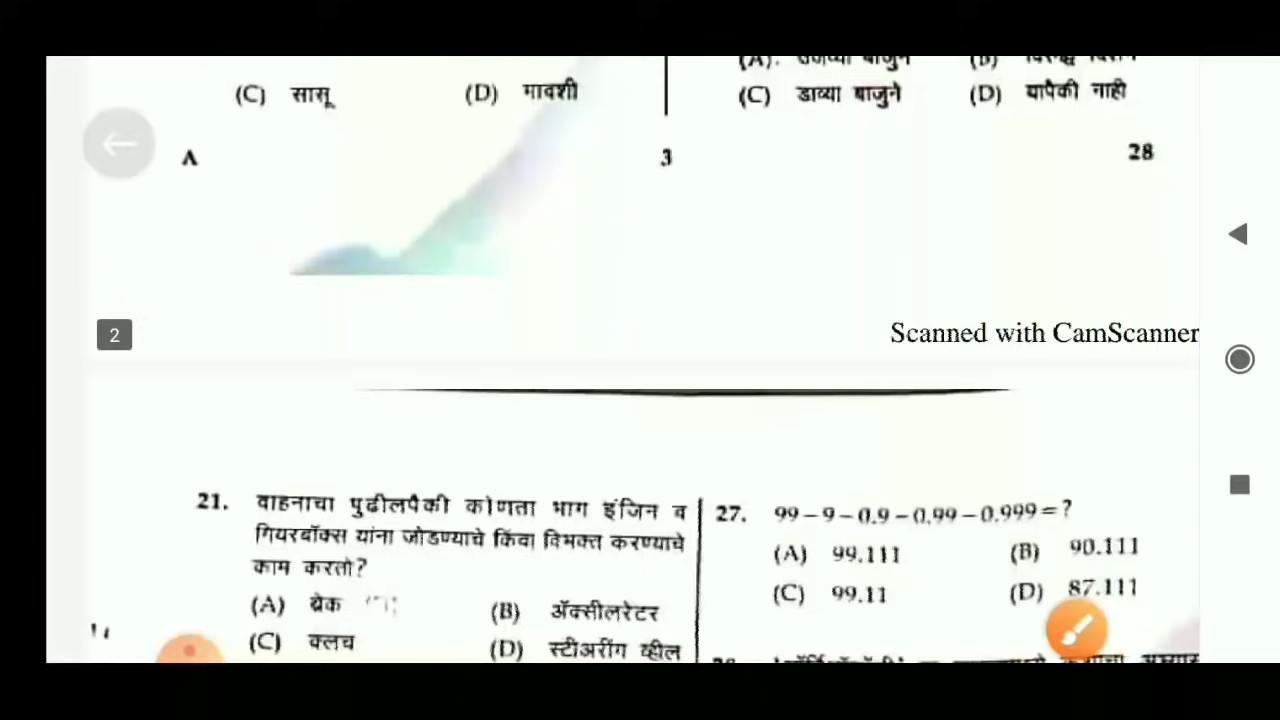 (C) सासू (D) मावशी
(C) डाव्या बाजुने (D) यापैकी नाही
A 3 28
2
Scanned with CamScanner
21. वाहनाचा पुढीलपैकी कोणता भाग इंजिन व
गियरबॉक्स यांना जोडण्याचे किंवा विभक्त करण्याचे
काम करतो?
(A) ब्रेक (B) ॲक्सीलरेटर
(C) क्लच (D) स्टीअरींग व्हील
27. 99 – 9 – 0.9 – 0.99 – 0.999 = ?
(A) 99.111 (B) 90.111
(C) 99.11 (D) 87.111